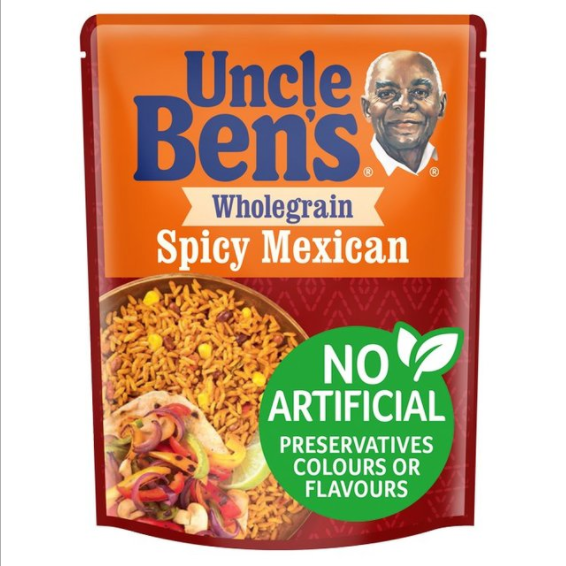 Uncle
Ben's
®
®
Wholegrain
Spicy Mexican
NO
ARTIFICIAL
PRESERVATIVES
COLOURS OR
FLAVOURS